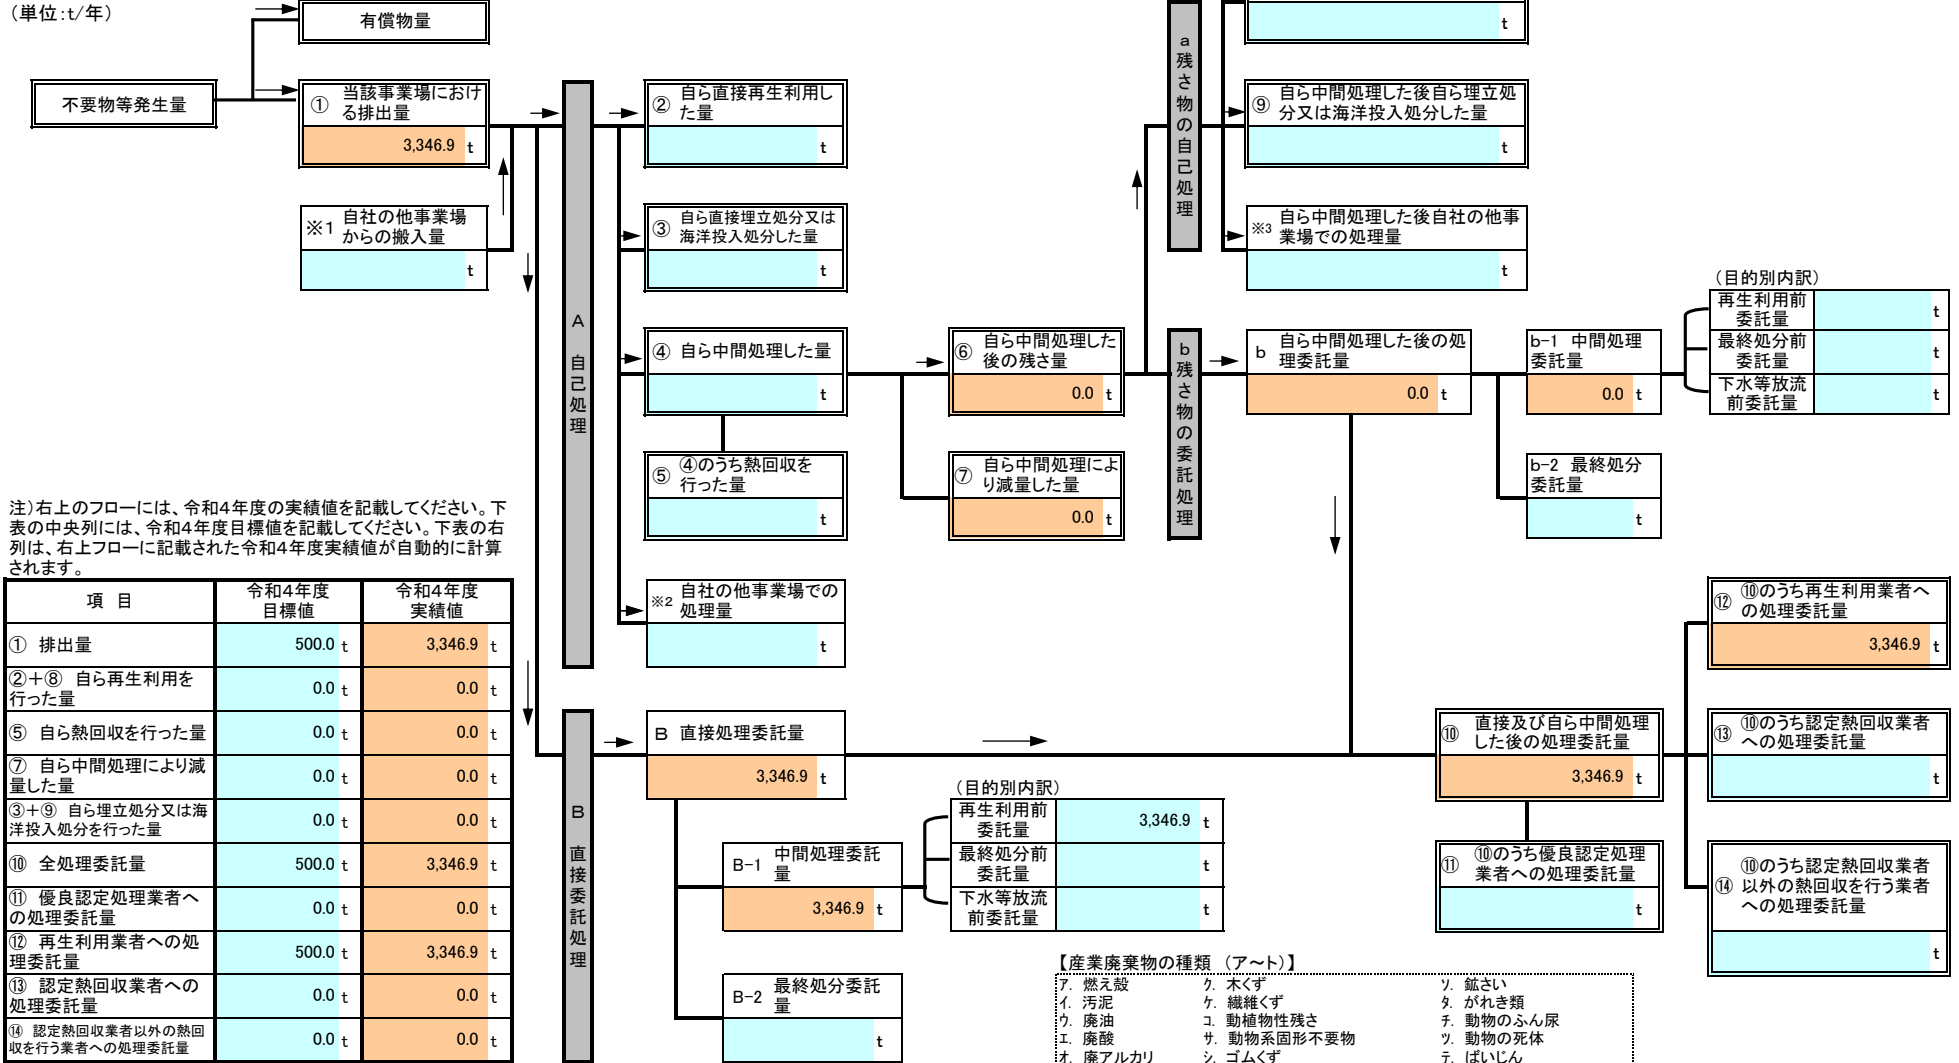 （単位:t/年）
有償物量
不要物等発生量
① 当該事業場におけ
る排出量
3,346.9 t
※1 自社の他事業場
からの搬入量
t
A 自己処理
② 自ら直接再生利用し
た量
t
③ 自ら直接埋立処分又は
海洋投入処分した量
t
④ 自ら中間処理した量
t
⑤ ④のうち熱回収を
行った量
t
※2 自社の他事業場での
処理量
t
⑥ 自ら中間処理した
後の残さ量
0.0 t
⑦ 自ら中間処理によ
り減量した量
0.0 t
a 残さ物の自己処理
t
⑨ 自ら中間処理した後自ら埋立処
分又は海洋投入処分した量
t
※3 自ら中間処理した後自社の他事
業場での処理量
t
b 残さ物の委託処理
b 自ら中間処理した後の処
理委託量
0.0 t
b-1 中間処理
委託量
0.0 t
b-2 最終処分
委託量
t
（目的別内訳）
再生利用前
委託量 t
最終処分前
委託量 t
下水等放流
前委託量 t
注）右上のフローには、令和4年度の実績値を記載してください。下
表の中央列には、令和4年度目標値を記載してください。下表の右
列は、右上フローに記載された令和4年度実績値が自動的に計算
されます。
項 目 令和4年度 目標値 令和4年度 実績値
① 排出量 500.0 t 3,346.9 t
②＋⑧ 自ら再生利用を
行った量 0.0 t 0.0 t
⑤ 自ら熱回収を行った量 0.0 t 0.0 t
⑦ 自ら中間処理により減
量した量 0.0 t 0.0 t
③＋⑨ 自ら埋立処分又は海
洋投入処分を行った量 0.0 t 0.0 t
⑩ 全処理委託量 500.0 t 3,346.9 t
⑪ 優良認定処理業者へ
の処理委託量 0.0 t 0.0 t
⑫ 再生利用業者への処
理委託量 500.0 t 3,346.9 t
⑬ 認定熱回収業者への
処理委託量 0.0 t 0.0 t
⑭ 認定熱回収業者以外の熱回
収を行う業者への処理委託量 0.0 t 0.0 t
B 直接委託処理
B 直接処理委託量
3,346.9 t
B-1 中間処理委託
量
3,346.9 t
B-2 最終処分委託
量
t
（目的別内訳）
再生利用前
委託量 3,346.9 t
最終処分前
委託量 t
下水等放流
前委託量 t
⑩ 直接及び自ら中間処理
した後の処理委託量
3,346.9 t
⑪ ⑩のうち優良認定処理
業者への処理委託量
t
⑫ ⑩のうち再生利用業者へ
の処理委託量
3,346.9 t
⑬ ⑩のうち認定熱回収業者
への処理委託量
t
⑭ ⑩のうち認定熱回収業者
以外の熱回収を行う業者
への処理委託量
t
【産業廃棄物の種類 （ア～ト）】
ア. 燃え殻 ク. 木くず ソ. 鉱さい
イ. 汚泥 ケ. 繊維くず タ. がれき類
ウ. 廃油 コ. 動植物性残さ チ. 動物のふん尿
エ. 廃酸 サ. 動物系固形不要物 ツ. 動物の死体
オ. 廃アルカリ シ. ゴムくず テ. ばいじん